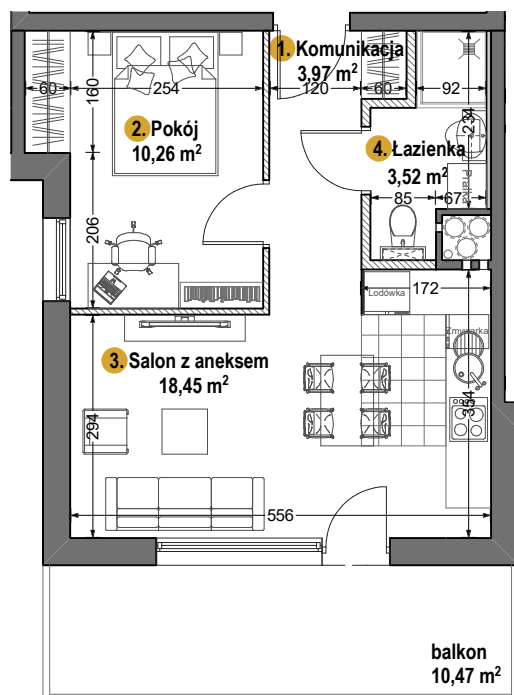 1. Komunikacja
3,97 m²
60
254
120
60
92
160
2. Pokój
10,26 m²
234
4. Łazienka
3,52 m²
Pralka
85
67
206
172
Lodówka
Zmywarka
3. Salon z aneksem
18,45 m²
294
354
556
balkon
10,47 m²